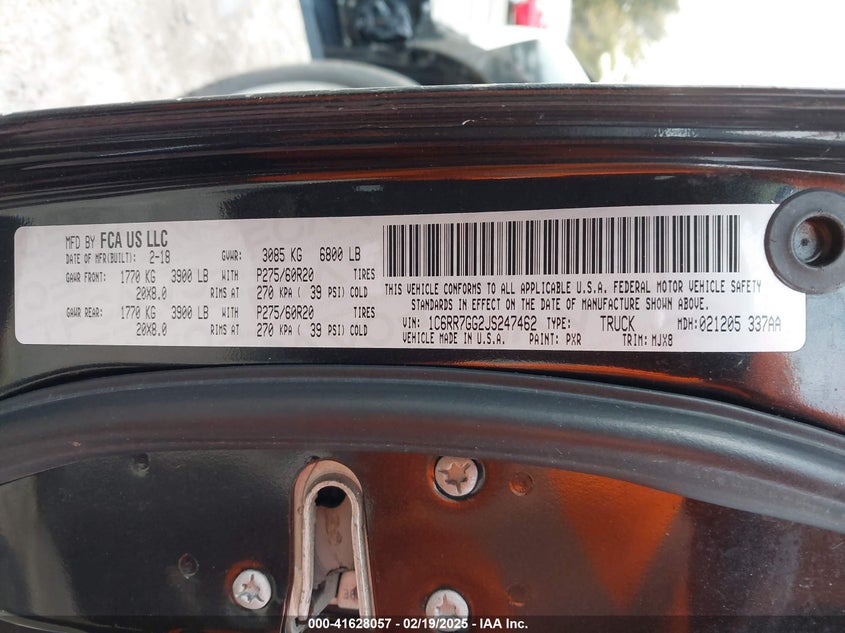 MFD BY FCA US LLC
DATE OF MFR(BUILT): 2-18 GVWR: 3085 KG 6800 LB
GAWR FRONT: 1770 KG 3900 LB WITH P275/60R20 TIRES
20X8.0 RIMS AT 270 KPA ( 39 PSI) COLD
GAWR REAR: 1770 KG 3900 LB WITH P275/60R20 TIRES
20X8.0 RIMS AT 270 KPA ( 39 PSI) COLD
THIS VEHICLE CONFORMS TO ALL APPLICABLE U.S.A. FEDERAL MOTOR VEHICLE SAFETY
STANDARDS IN EFFECT ON THE DATE OF MANUFACTURE SHOWN ABOVE.
VIN: 1C6RR7GG2JS247462 TYPE: TRUCK MDH: 021205 337AA
VEHICLE MADE IN U.S.A. PAINT: PXR TRIM: MJX8
000-41628057 - 02/19/2025 - IAA Inc.